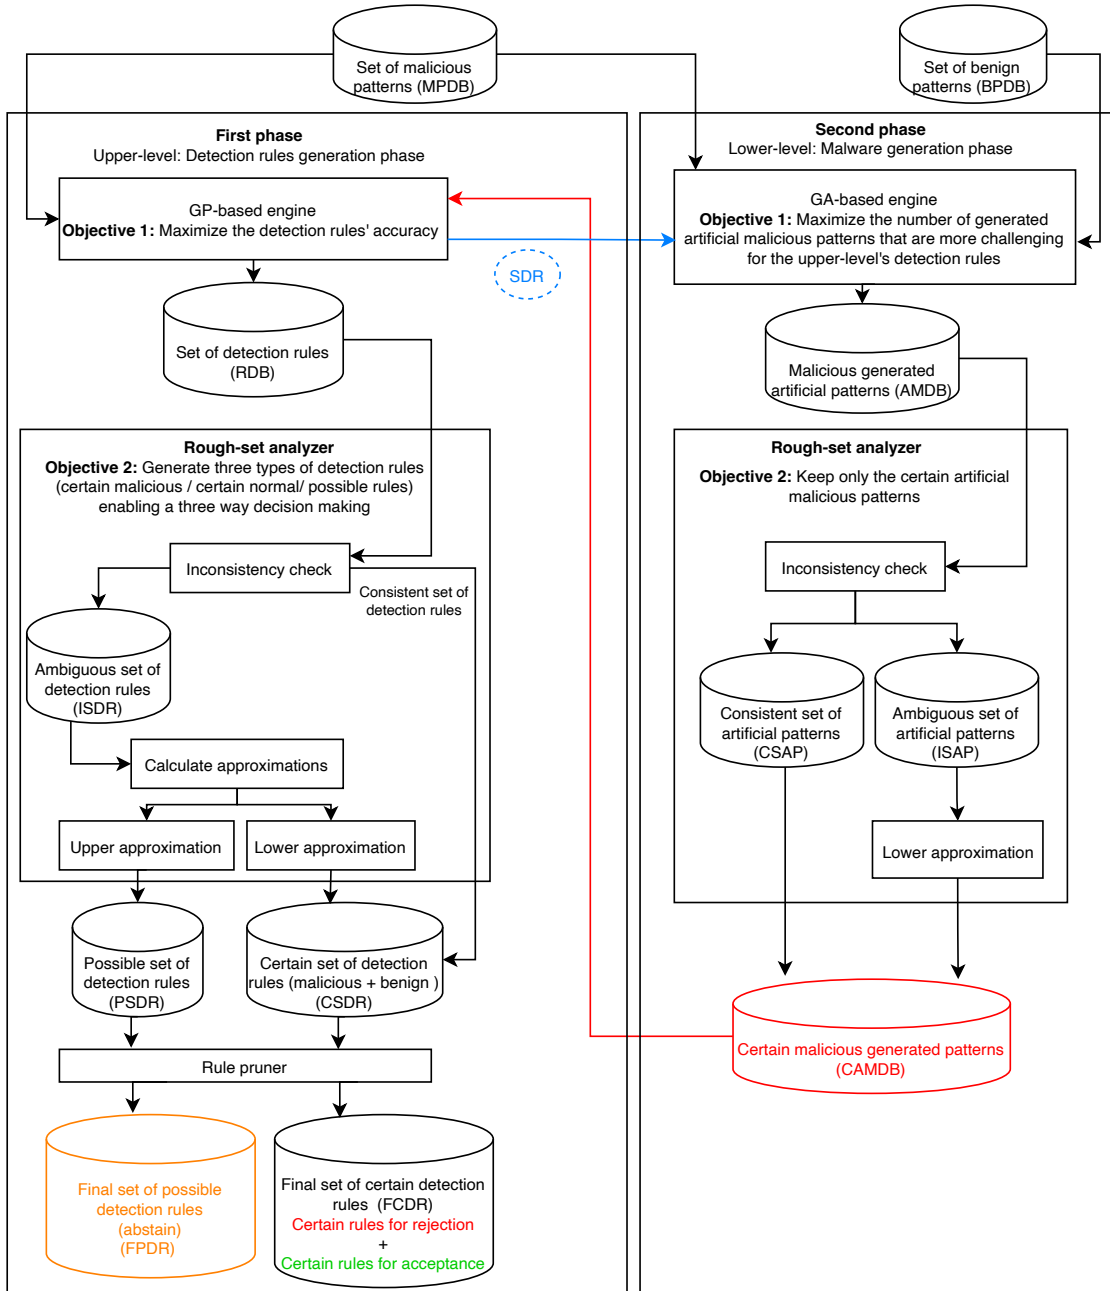 Set of malicious
patterns (MPDB)
Set of benign
patterns (BPDB)
First phase
Upper-level: Detection rules generation phase
GP-based engine
Objective 1: Maximize the detection rules' accuracy
SDR
Set of detection rules
(RDB)
Rough-set analyzer
Objective 2: Generate three types of detection rules
(certain malicious / certain normal/ possible rules)
enabling a three way decision making
Inconsistency check
Consistent set of
detection rules
Ambiguous set of
detection rules
(ISDR)
Calculate approximations
Upper approximation
Lower approximation
Possible set of
detection rules
(PSDR)
Certain set of detection
rules (malicious + benign )
(CSDR)
Rule pruner
Final set of possible
detection rules
(abstain)
(FPDR)
Final set of certain detection
rules (FCDR)
Certain rules for rejection
+
Certain rules for acceptance
Second phase
Lower-level: Malware generation phase
GA-based engine
Objective 1: Maximize the number of generated
artificial malicious patterns that are more challenging
for the upper-level's detection rules
Malicious generated
artificial patterns (AMDB)
Rough-set analyzer
Objective 2: Keep only the certain artificial
malicious patterns
Inconsistency check
Consistent set of
artificial patterns
(CSAP)
Ambiguous set of
artificial patterns
(ISAP)
Lower approximation
Certain malicious generated patterns
(CAMDB)